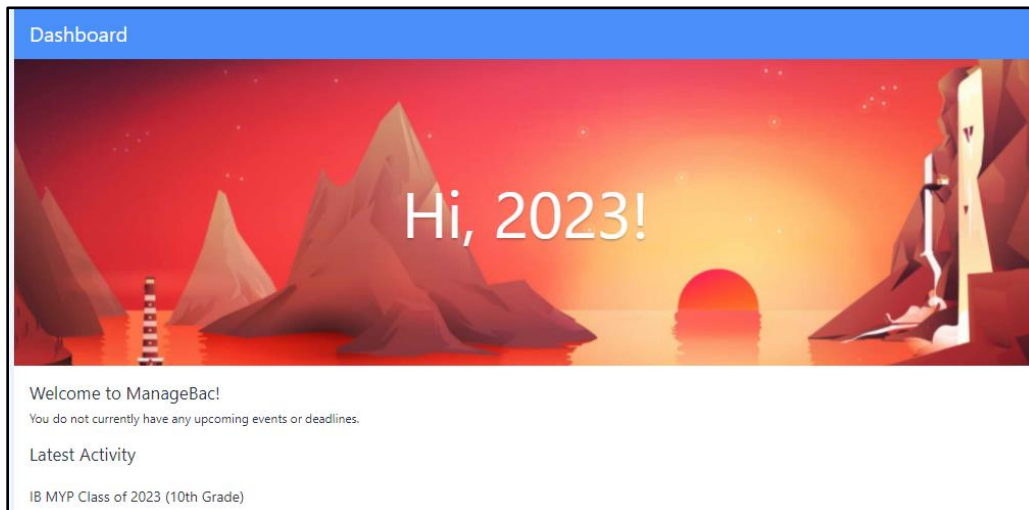 Dashboard
Hi, 2023!
Welcome to ManageBac!
You do not currently have any upcoming events or deadlines.
Latest Activity
IB MYP Class of 2023 (10th Grade)